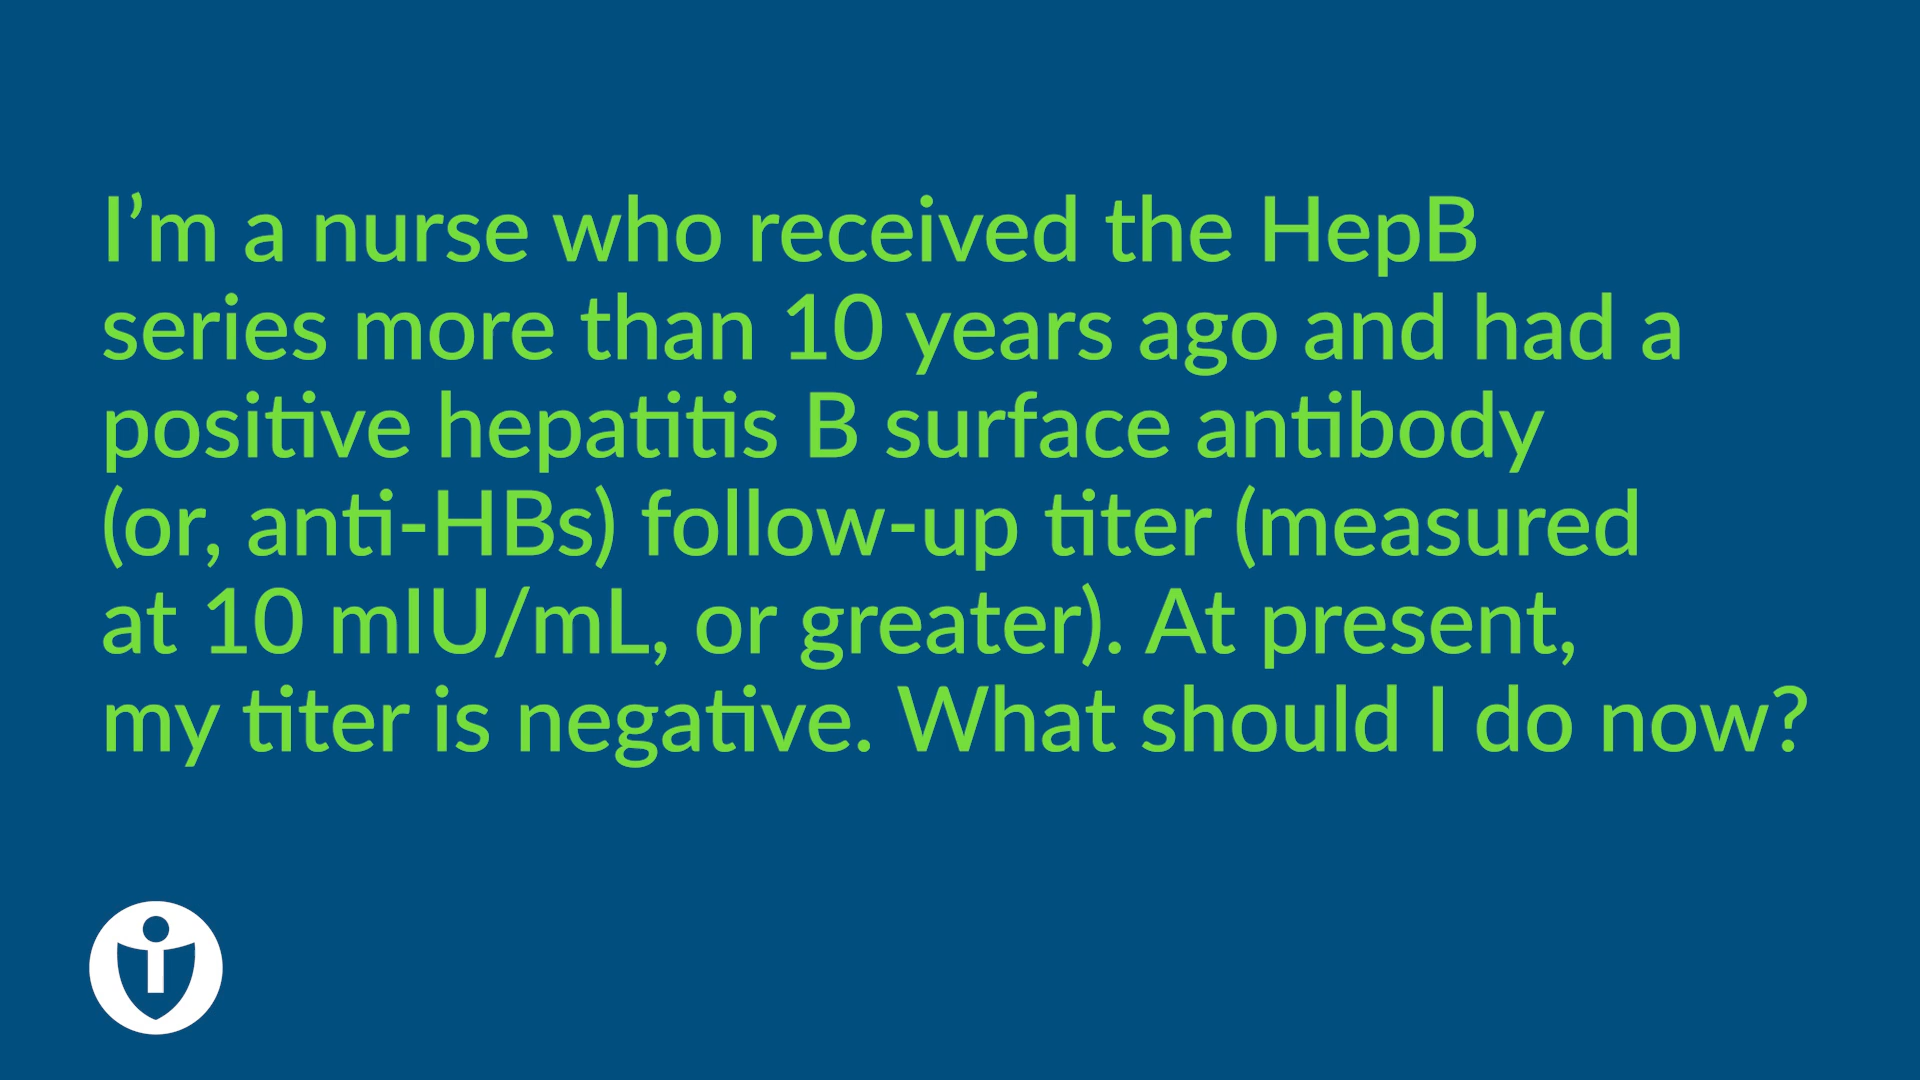 I’m a nurse who received the HepB
series more than 10 years ago and had a
positive hepatitis B surface antibody
(or, anti-HBs) follow-up titer (measured
at 10 mIU/mL, or greater). At present,
my titer is negative. What should I do now?